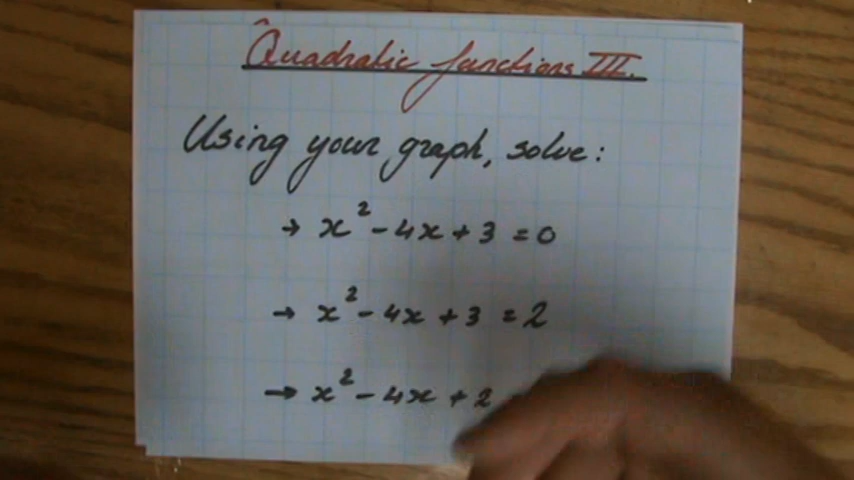 Quadratic functions III.
Using your graph, solve:
→ x² - 4x + 3 = 0
→ x² - 4x + 3 = 2
→ x² - 4x + 2